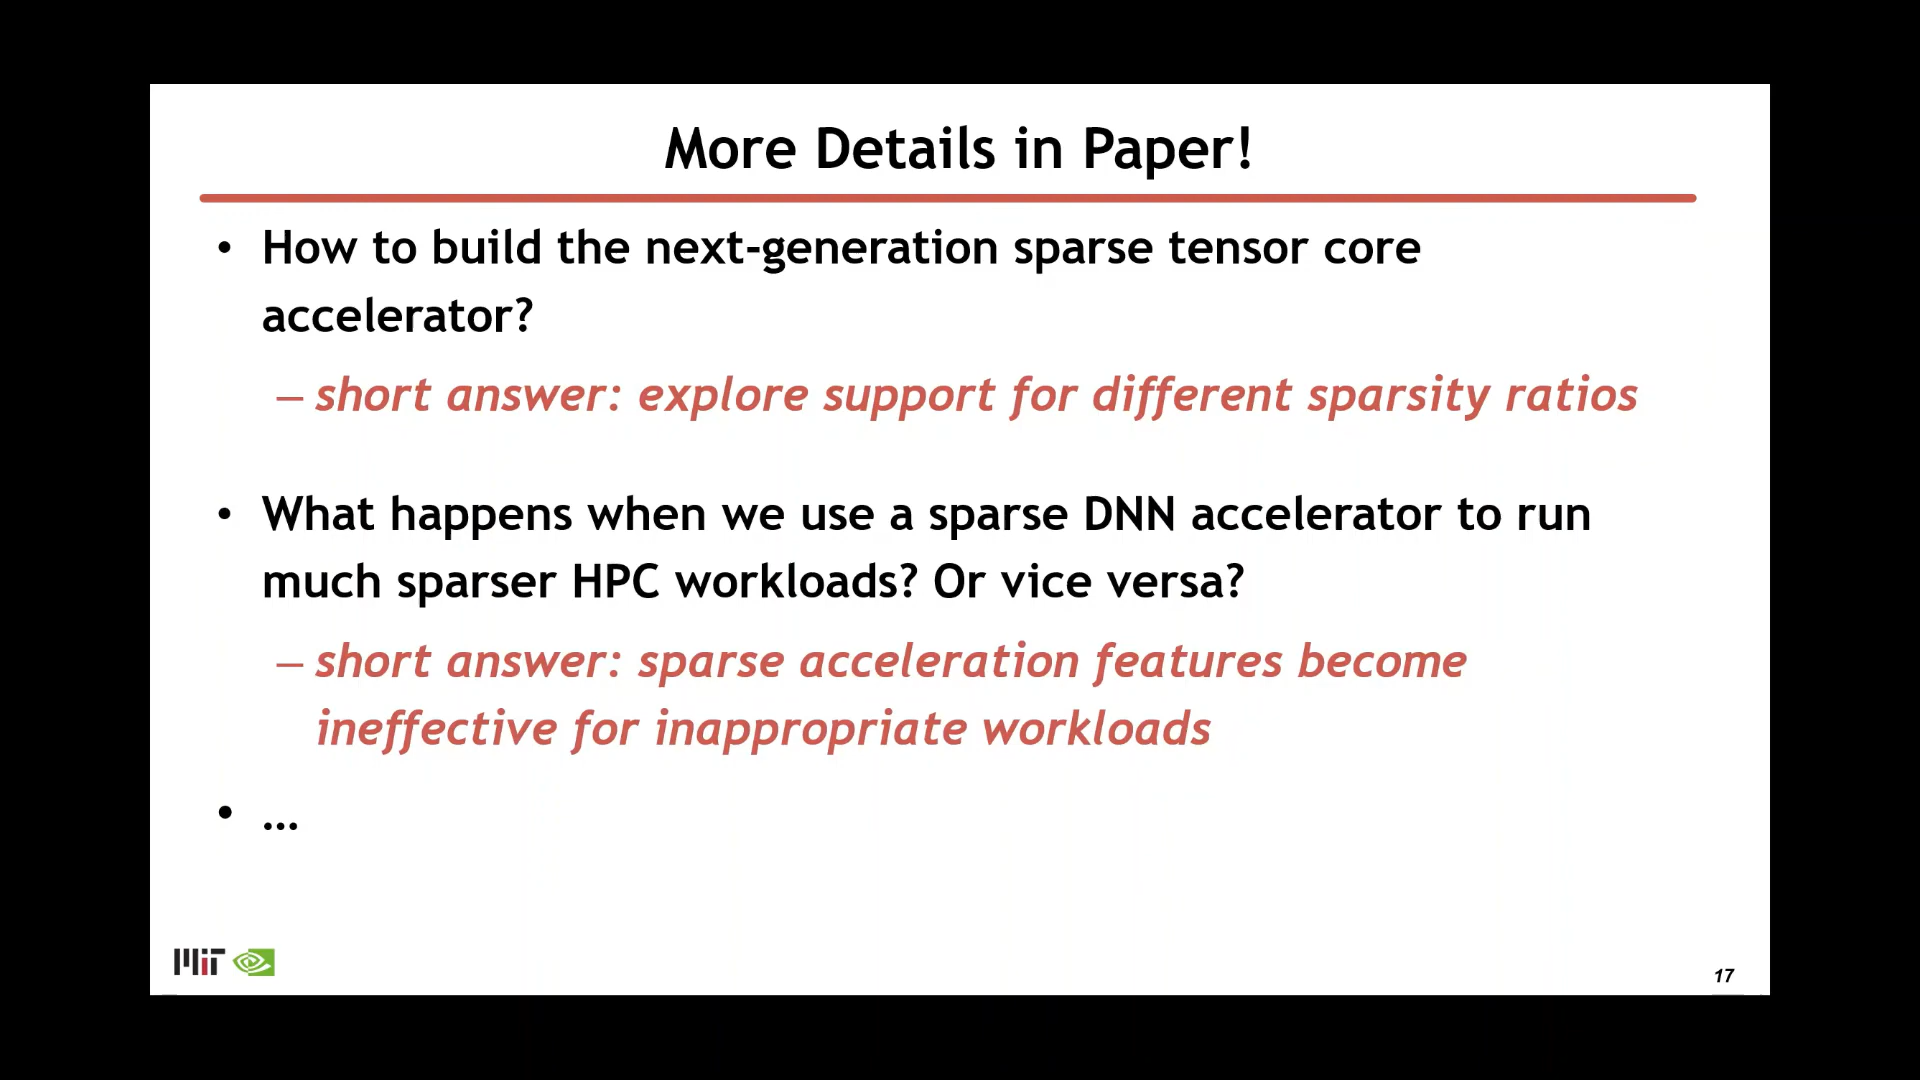 More Details in Paper!
• How to build the next-generation sparse tensor core
accelerator?
– short answer: explore support for different sparsity ratios
• What happens when we use a sparse DNN accelerator to run
much sparser HPC workloads? Or vice versa?
– short answer: sparse acceleration features become
ineffective for inappropriate workloads
• ...
MIT
17